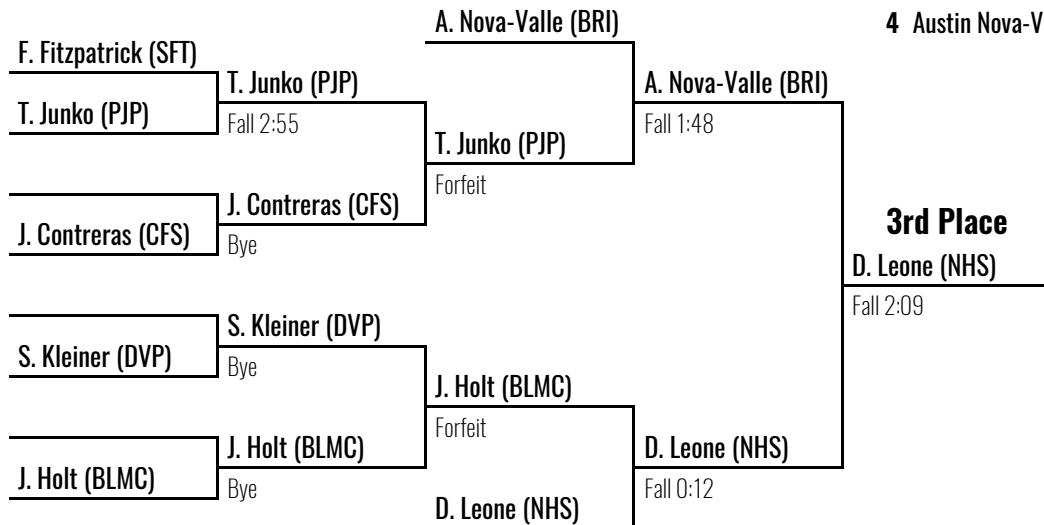 A. Nova-Valle (BRI)
4 Austin Nova-V
F. Fitzpatrick (SFT)
T. Junko (PJP)
T. Junko (PJP)
Fall 2:55
A. Nova-Valle (BRI)
Fall 1:48
T. Junko (PJP)
Forfeit
J. Contreras (CFS)
J. Contreras (CFS)
Bye
3rd Place
D. Leone (NHS)
Fall 2:09
S. Kleiner (DVP)
S. Kleiner (DVP)
Bye
J. Holt (BLMC)
Forfeit
J. Holt (BLMC)
J. Holt (BLMC)
Bye
D. Leone (NHS)
Fall 0:12
D. Leone (NHS)